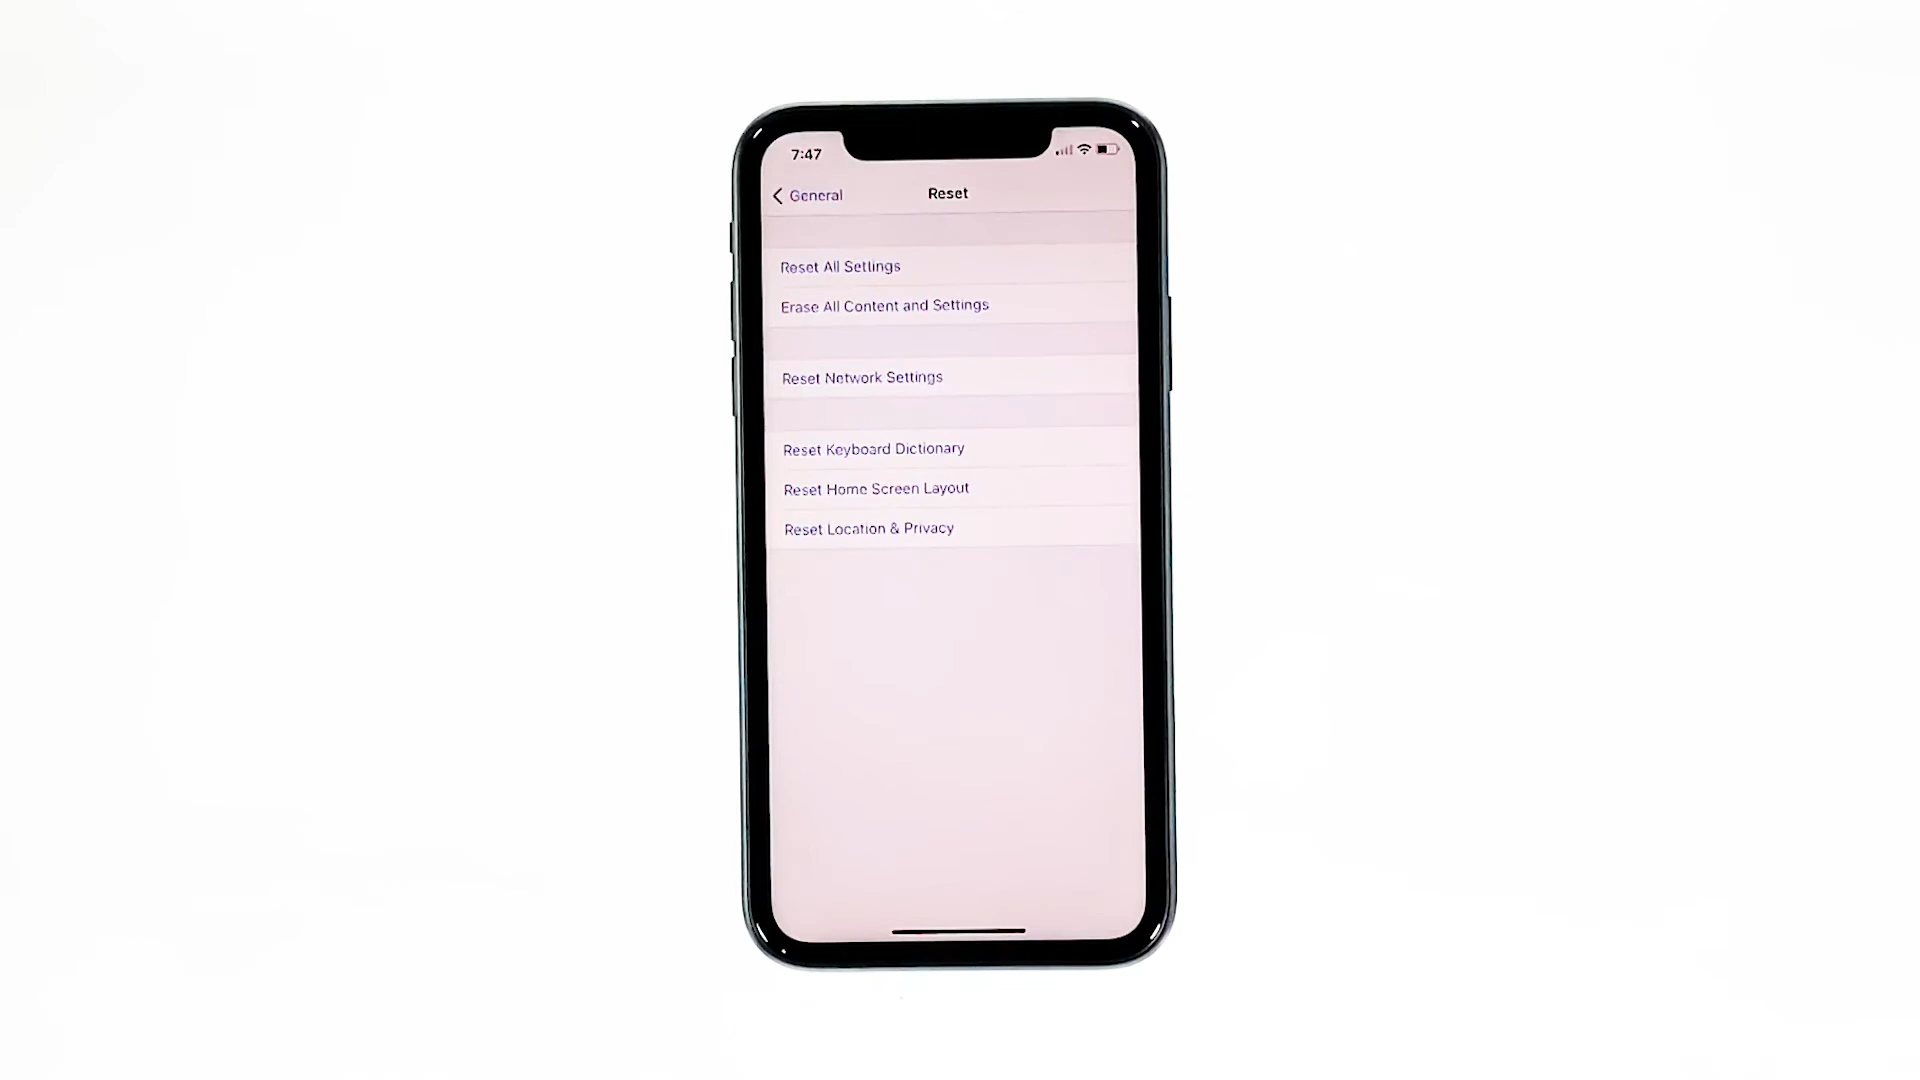 7:47
General
Reset
Reset All Settings
Erase All Content and Settings
Reset Network Settings
Reset Keyboard Dictionary
Reset Home Screen Layout
Reset Location & Privacy